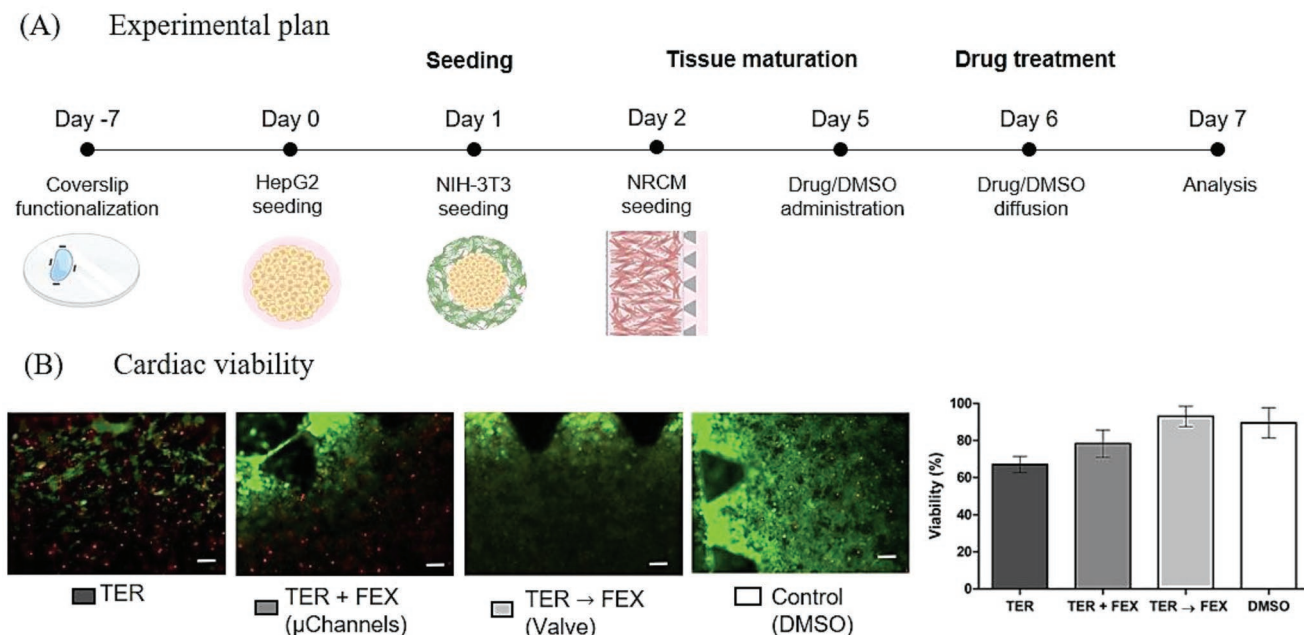 (A) Experimental plan
Seeding Tissue maturation Drug treatment
Day -7 Day 0 Day 1 Day 2 Day 5 Day 6 Day 7
Coverslip functionalization
HepG2 seeding
NIH-3T3 seeding
NRCM seeding
Drug/DMSO administration
Drug/DMSO diffusion
Analysis
(B) Cardiac viability
TER
TER + FEX
(µChannels)
TER → FEX
(Valve)
Control
(DMSO)
Viability (%)
100
80
60
40
20
0
TER TER + FEX TER → FEX DMSO